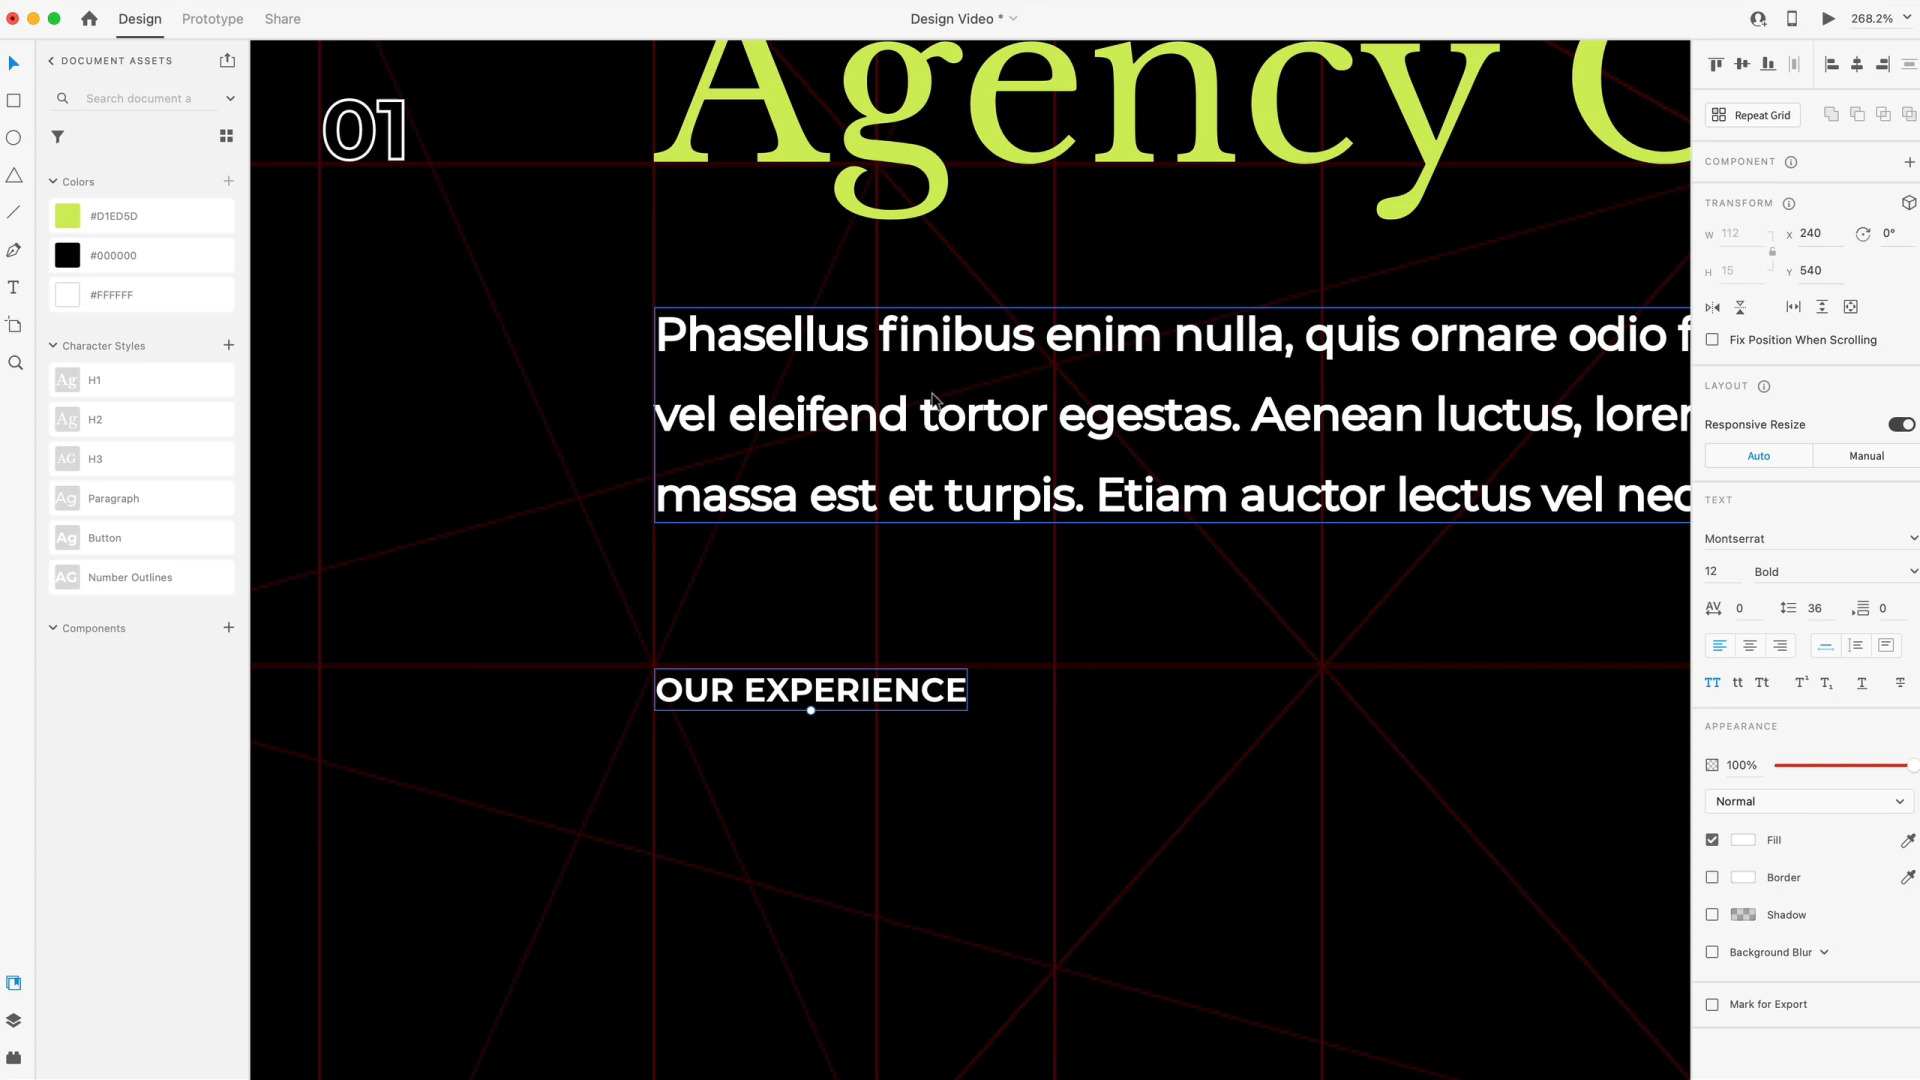 Design
Prototype
Share
Design Video *
268.2%
DOCUMENT ASSETS
Search document a
Colors
#D1ED5D
#000000
#FFFFFF
Character Styles
Ag H1
Ag H2
AG H3
Ag Paragraph
Ag Button
AG Number Outlines
Components
01
Agency
Phasellus finibus enim nulla, quis ornare odio f
vel eleifend tortor egestas. Aenean luctus, lorem
massa est et turpis. Etiam auctor lectus vel nec
OUR EXPERIENCE
Repeat Grid
COMPONENT
TRANSFORM
W 112 X 240 0°
H 15 Y 540
Fix Position When Scrolling
LAYOUT
Responsive Resize
Auto Manual
TEXT
Montserrat
12 Bold
AV 0 36 0
TT tt Tt T1 T1 T T
APPEARANCE
100%
Normal
Fill
Border
Shadow
Background Blur
Mark for Export